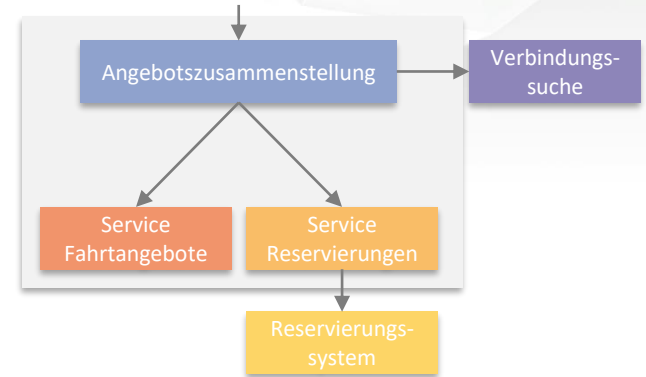 Angebotszusammenstellung
Verbindungs-
suche
Service
Fahrtangebote
Service
Reservierungen
Reservierungs-
system